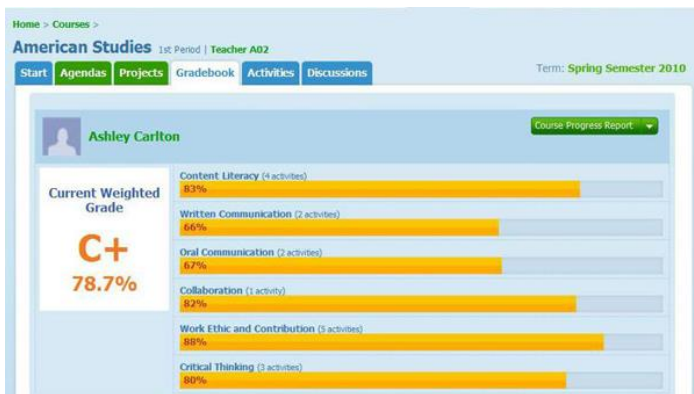 Home > Courses >
American Studies 1st Period | Teacher A02
Start Agendas Projects Gradebook Activities Discussions Term: Spring Semester 2010
Ashley Carlton Course Progress Report
Current Weighted
Grade
C+
78.7%
Content Literacy (4 activities)
83%
Written Communication (2 activities)
66%
Oral Communication (2 activities)
67%
Collaboration (1 activity)
82%
Work Ethic and Contribution (5 activities)
88%
Critical Thinking (3 activities)
80%